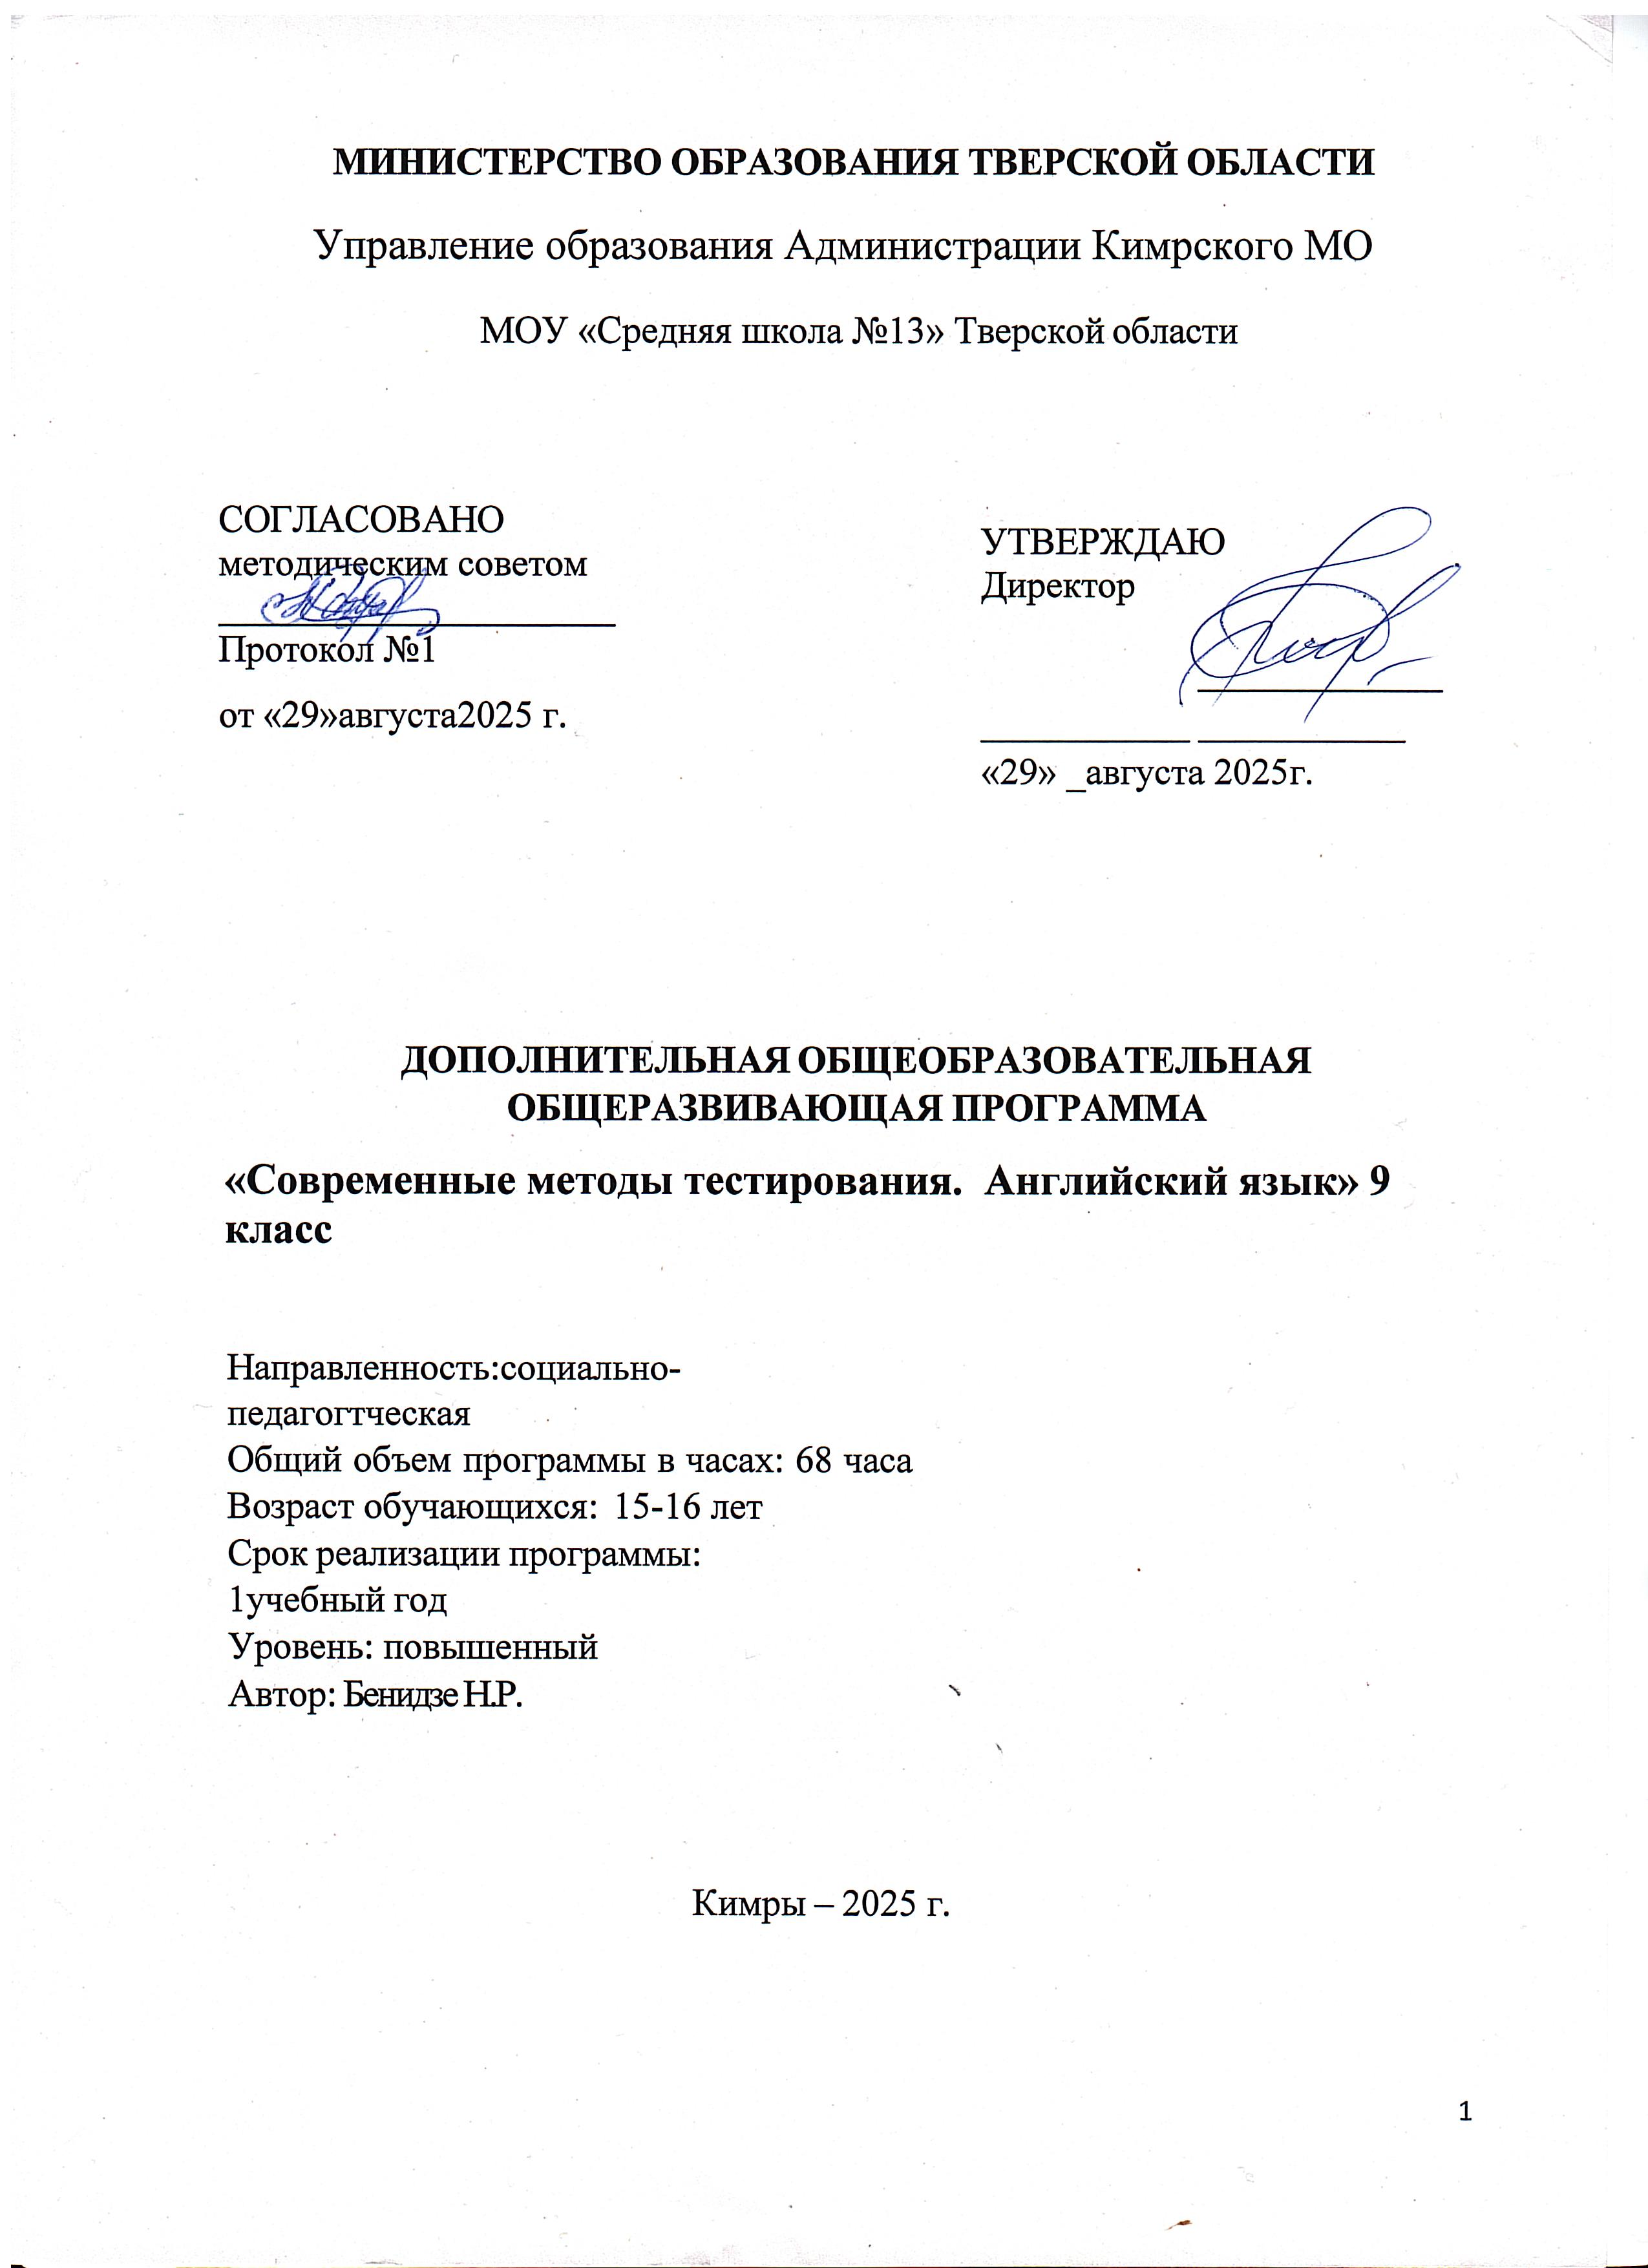 МИНИСТЕРСТВО ОБРАЗОВАНИЯ ТВЕРСКОЙ ОБЛАСТИ
Управление образования Администрации Кимрского МО
МОУ «Средняя школа №13» Тверской области
СОГЛАСОВАНО
методическим советом
Протокол №1
от «29»августа2025 г.
УТВЕРЖДАЮ
Директор
«29» _августа 2025г.
ДОПОЛНИТЕЛЬНАЯ ОБЩЕОБРАЗОВАТЕЛЬНАЯ
ОБЩЕРАЗВИВАЮЩАЯ ПРОГРАММА
«Современные методы тестирования. Английский язык» 9
класс
Направленность:социально-
педагогтческая
Общий объем программы в часах: 68 часа
Возраст обучающихся: 15-16 лет
Срок реализации программы:
1учебный год
Уровень: повышенный
Автор: Бенидзе Н.Р.
Кимры – 2025 г.
1